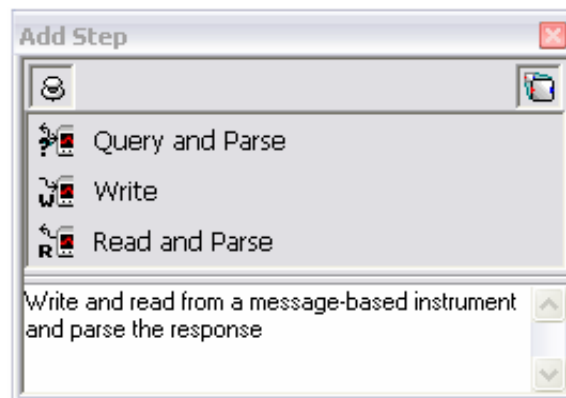 Add Step
Query and Parse
Write
Read and Parse
Write and read from a message-based instrument
and parse the response